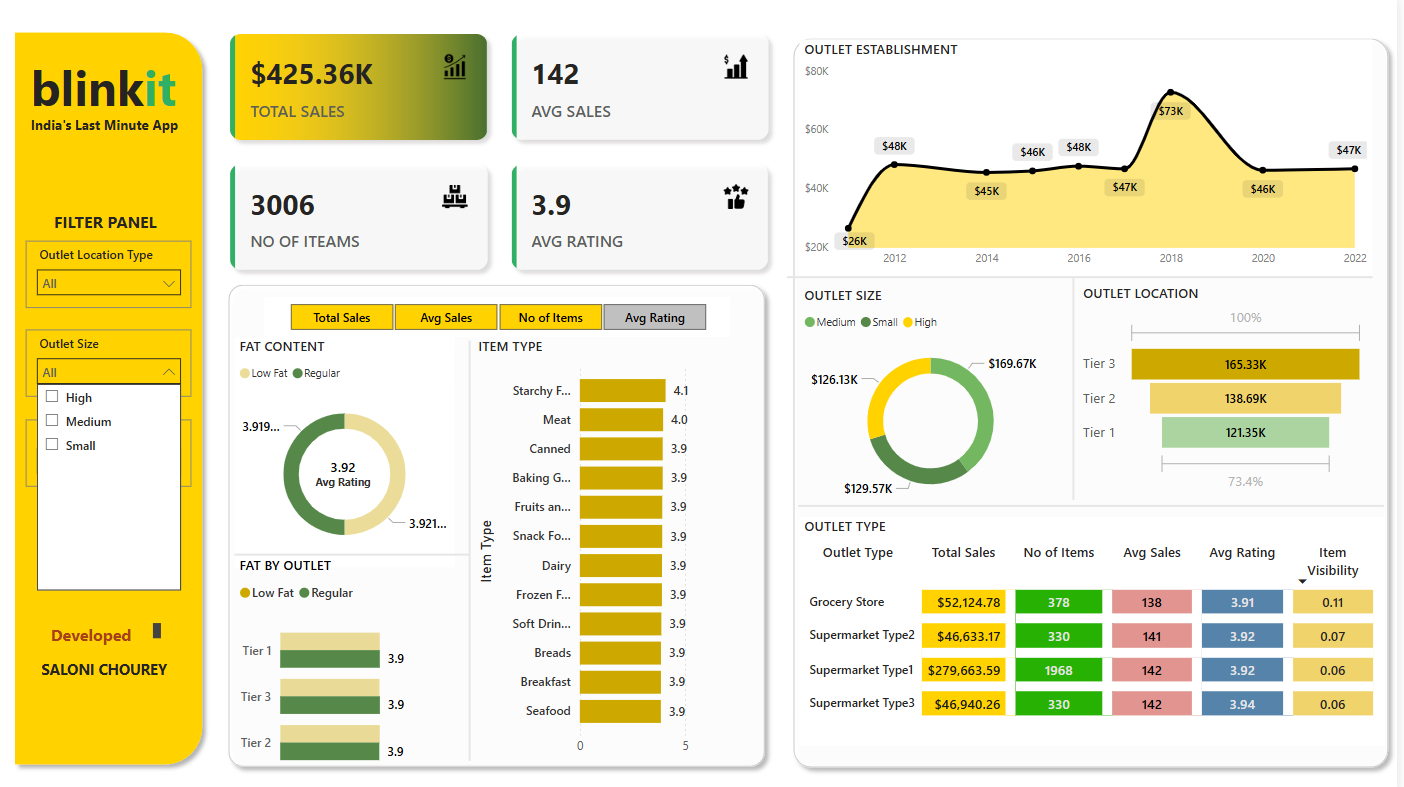 blinkit
India's Last Minute App
FILTER PANEL
Outlet Location Type
All
Outlet Size
All
High
Medium
Small
Developed
SALONI CHOUREY
$425.36K
TOTAL SALES
142
AVG SALES
3006
NO OF ITEAMS
3.9
AVG RATING
Total Sales
Avg Sales
No of Items
Avg Rating
FAT CONTENT
Low Fat Regular
3.919...
3.92
Avg Rating
3.921...
FAT BY OUTLET
Low Fat Regular
Tier 1 3.9
Tier 3 3.9
Tier 2 3.9
ITEM TYPE
Item Type
Starchy F... 4.1
Meat 4.0
Canned 3.9
Baking G... 3.9
Fruits an... 3.9
Snack Fo... 3.9
Dairy 3.9
Frozen F... 3.9
Soft Drin... 3.9
Breads 3.9
Breakfast 3.9
Seafood 3.9
0 5
OUTLET ESTABLISHMENT
$80K
$60K
$40K
$20K
$26K
$48K
$45K
$46K
$48K
$47K
$73K
$46K
$47K
2012 2014 2016 2018 2020 2022
OUTLET SIZE
Medium Small High
$169.67K
$126.13K
$129.57K
OUTLET LOCATION
100%
Tier 3 165.33K
Tier 2 138.69K
Tier 1 121.35K
73.4%
OUTLET TYPE
Outlet Type Total Sales No of Items Avg Sales Avg Rating Item
Visibility
Grocery Store $52,124.78 378 138 3.91 0.11
Supermarket Type2 $46,633.17 330 141 3.92 0.07
Supermarket Type1 $279,663.59 1968 142 3.92 0.06
Supermarket Type3 $46,940.26 330 142 3.94 0.06